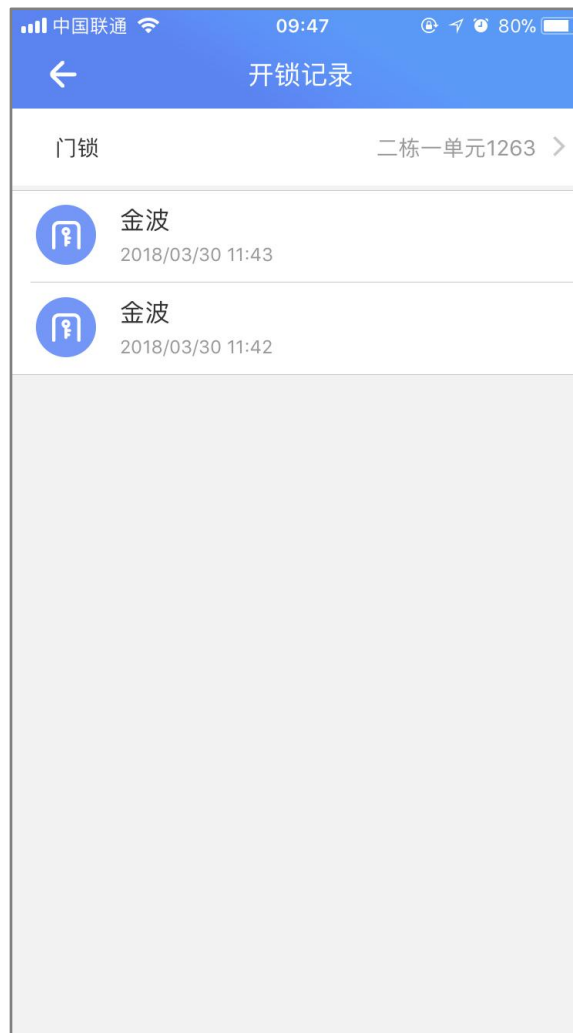 中国联通 09:47 80%
开锁记录
门锁 二栋一单元1263
金波
2018/03/30 11:43
金波
2018/03/30 11:42